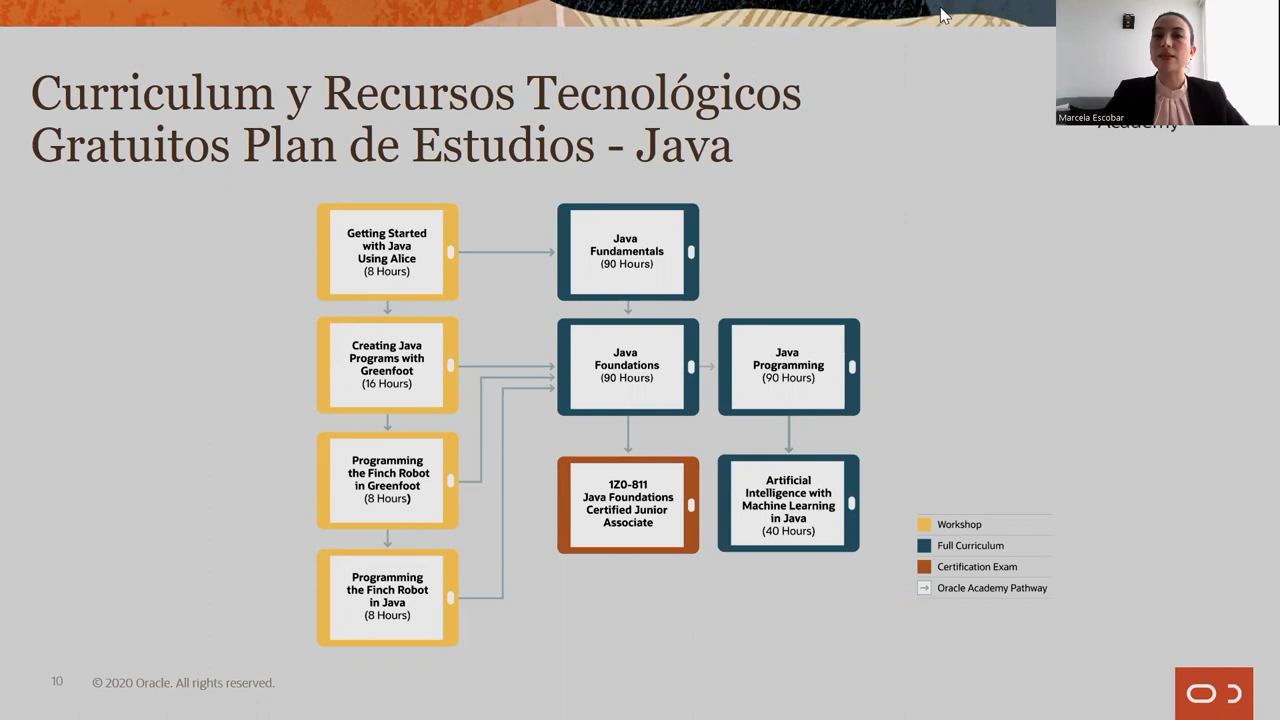 Curriculum y Recursos Tecnológicos
Gratuitos Plan de Estudios - Java
Marcela Escobar
Academy
Getting Started
with Java
Using Alice
(8 Hours)
Java
Fundamentals
(90 Hours)
Creating Java
Programs with
Greenfoot
(16 Hours)
Java
Foundations
(90 Hours)
Java
Programming
(90 Hours)
Programming
the Finch Robot
in Greenfoot
(8 Hours)
1Z0-811
Java Foundations
Certified Junior
Associate
Artificial
Intelligence with
Machine Learning
in Java
(40 Hours)
Programming
the Finch Robot
in Java
(8 Hours)
Workshop
Full Curriculum
Certification Exam
Oracle Academy Pathway
10
© 2020 Oracle. All rights reserved.